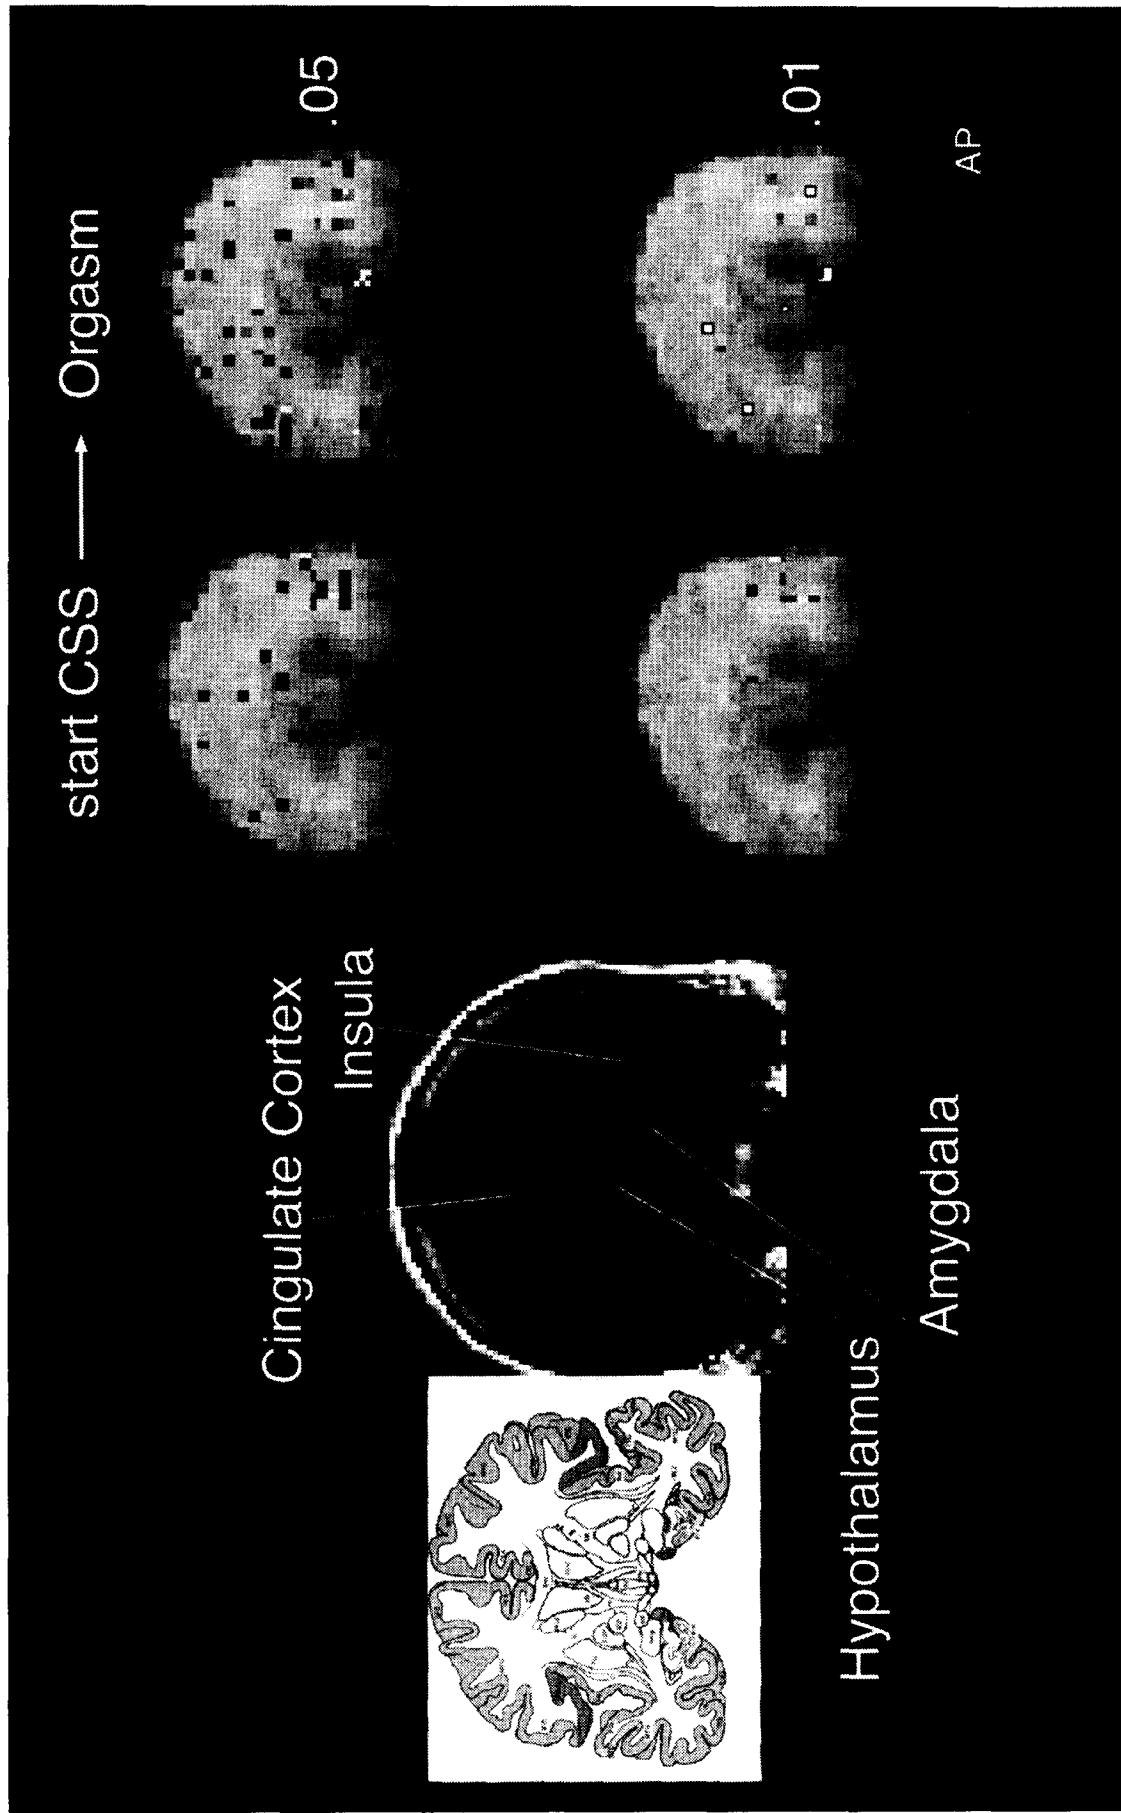 start CSS → Orgasm
Cingulate Cortex
Insula
.05
.01
Hypothalamus
Amygdala
AP